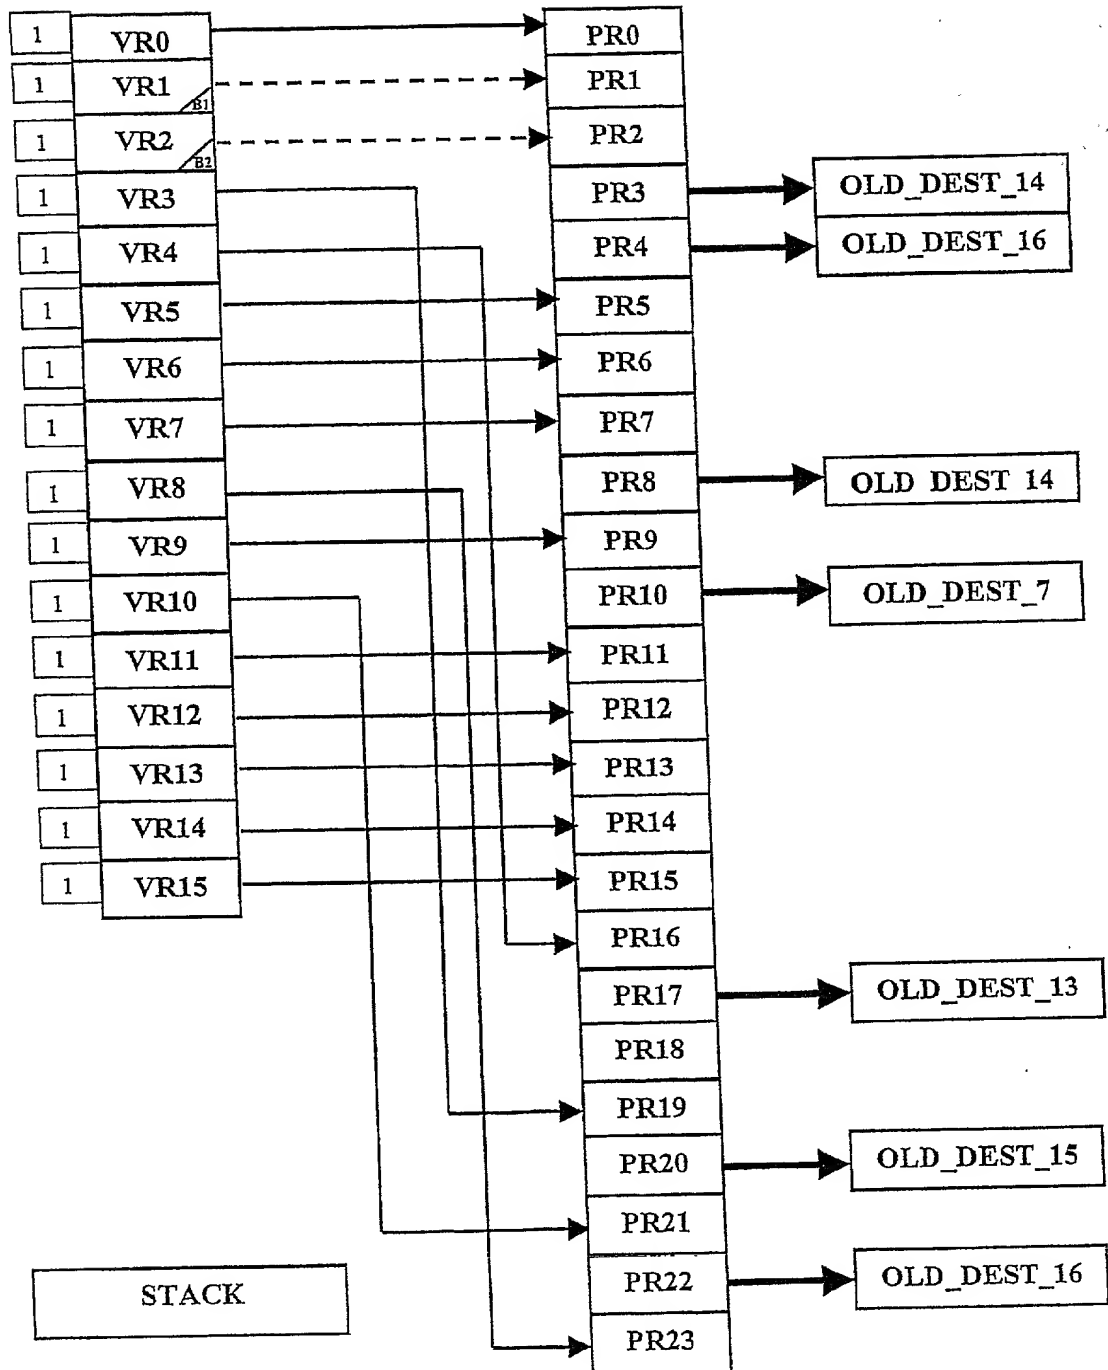 1 VR0 PR0
1 VR1 B1 PR1
1 VR2 B2 PR2
1 VR3 PR3 OLD_DEST_14
1 VR4 PR4 OLD_DEST_16
1 VR5 PR5
1 VR6 PR6
1 VR7 PR7
1 VR8 PR8 OLD DEST 14
1 VR9 PR9
1 VR10 PR10 OLD_DEST_7
1 VR11 PR11
1 VR12 PR12
1 VR13 PR13
1 VR14 PR14
1 VR15 PR15
PR16
PR17 OLD_DEST_13
PR18
PR19
PR20 OLD_DEST_15
PR21
STACK PR22 OLD_DEST_16
PR23